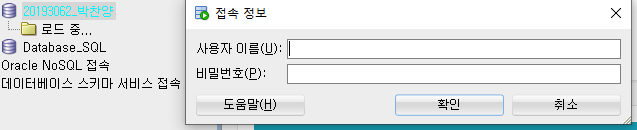 20193062_박찬양
로드 중...
Database_SQL
Oracle NoSQL 접속
데이터베이스 스키마 서비스 접속
접속 정보
사용자 이름(U):
비밀번호(P):
도움말(H)
확인
취소